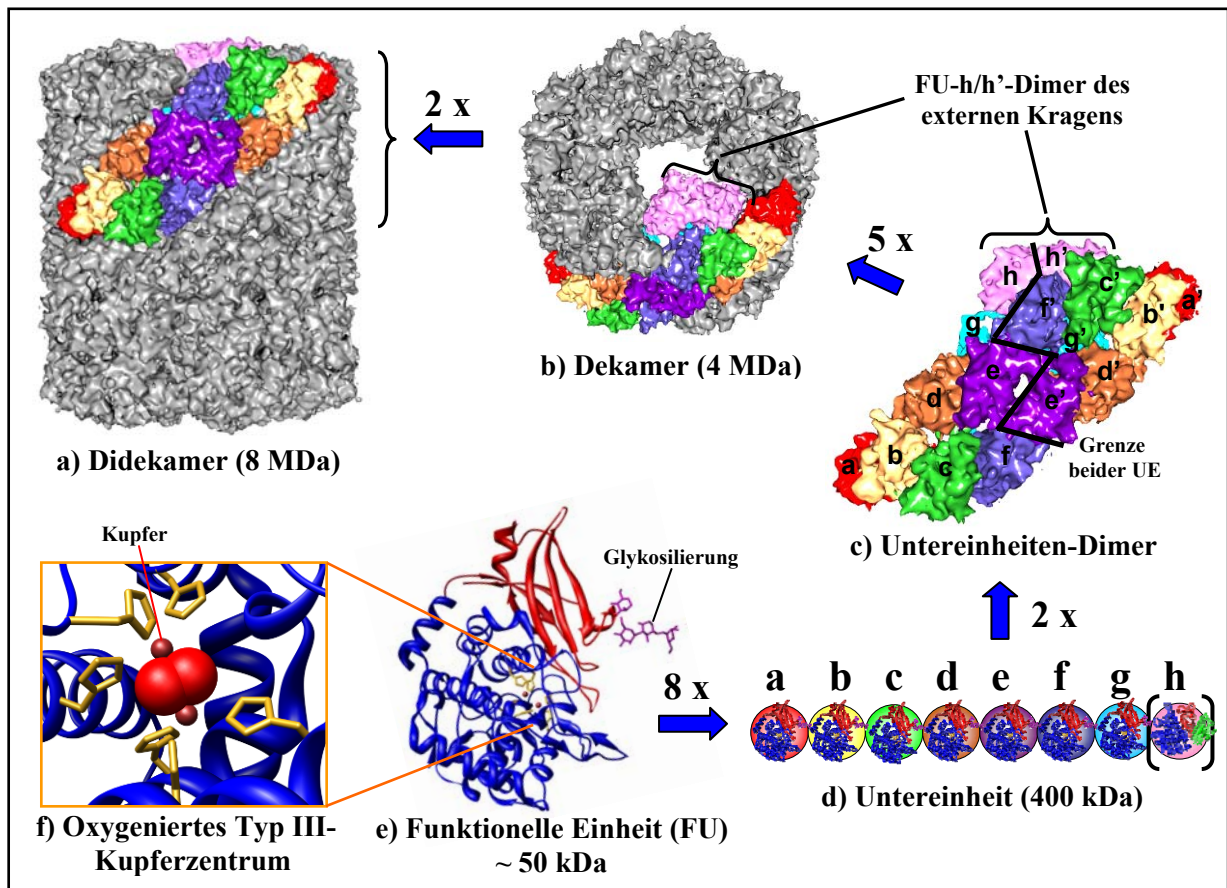 2 x
FU-h/h’-Dimer des
externen Kragens
5 x
h
h’
c’
a’
b'
f’
g
g’
e
d’
d
e’
a
b
c
f
Grenze
beider UE
a) Didekamer (8 MDa)
b) Dekamer (4 MDa)
c) Untereinheiten-Dimer
Kupfer
Glykosilierung
2 x
8 x
a b c d e f g h
d) Untereinheit (400 kDa)
f) Oxygeniertes Typ III-
Kupferzentrum
e) Funktionelle Einheit (FU)
~ 50 kDa